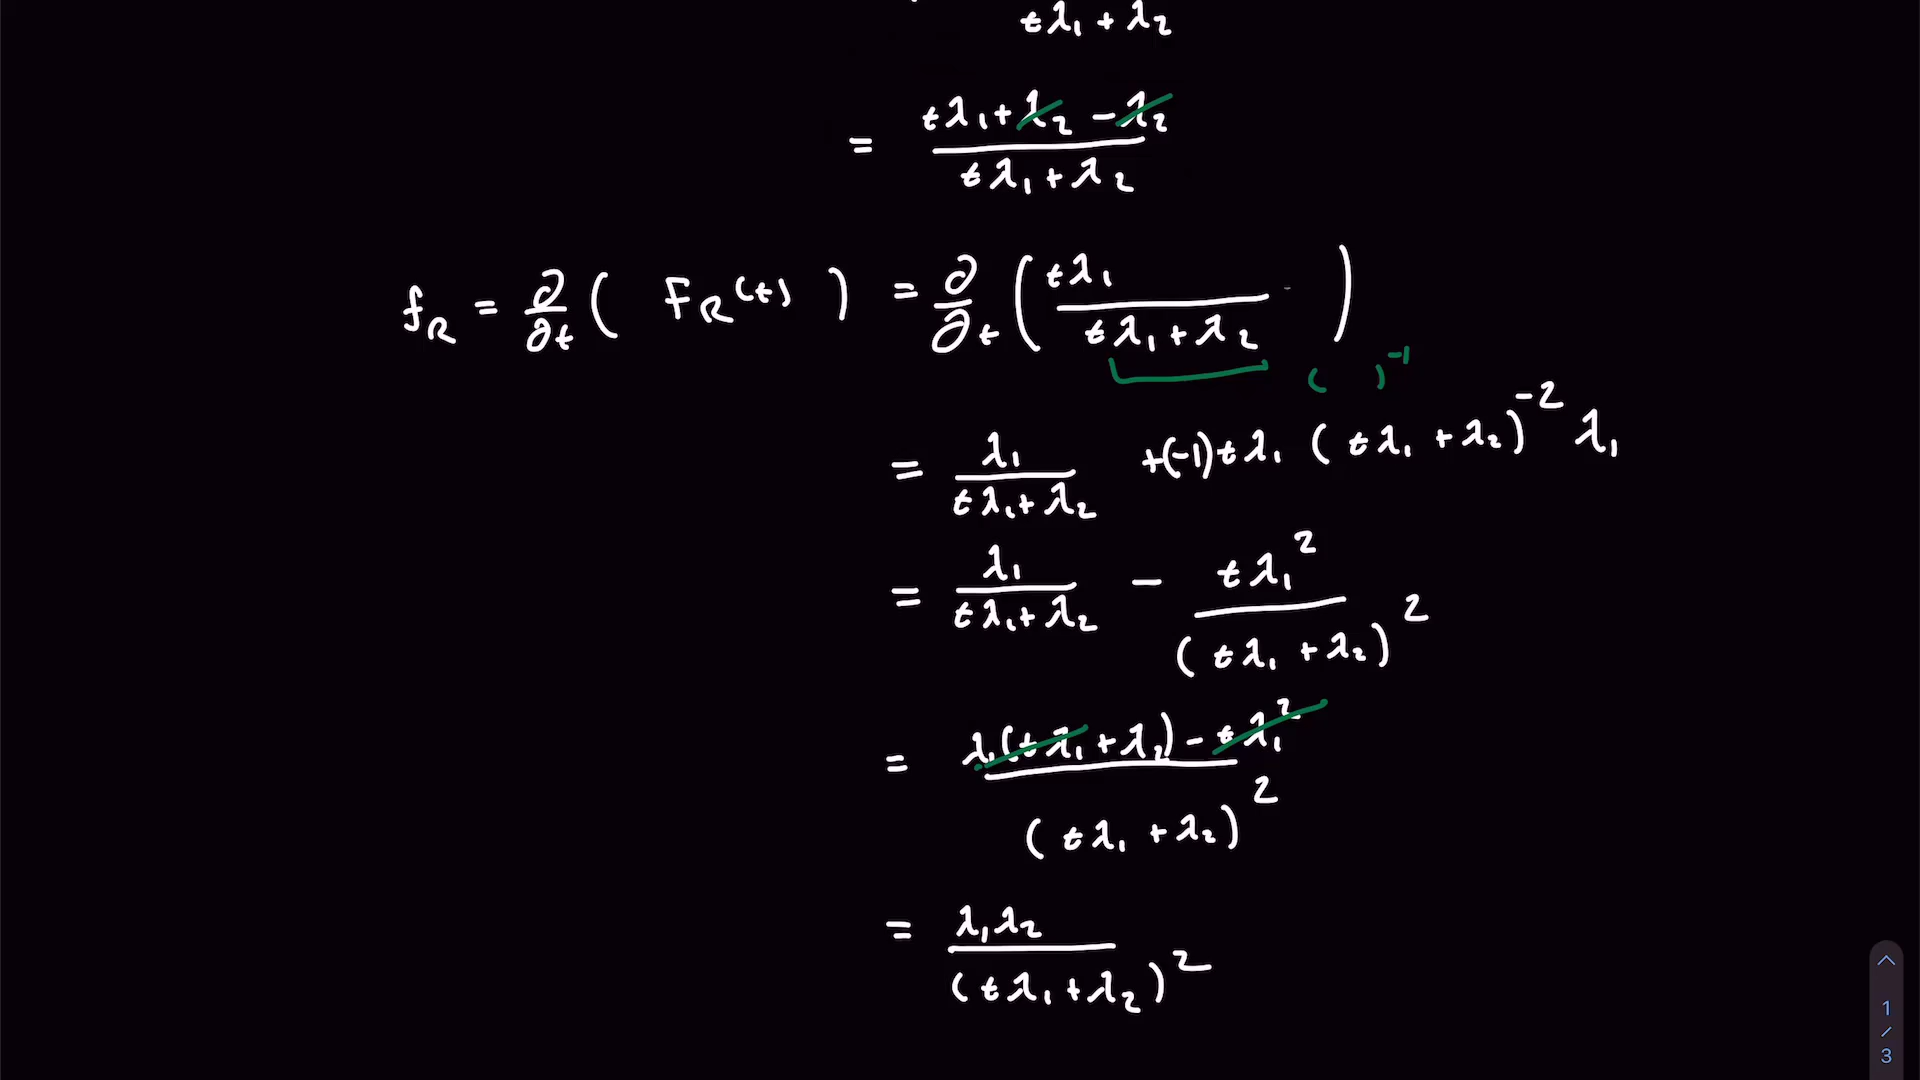 tλ₁ + λ₂
= (tλ₁ + λ₂ − λ₂) / (tλ₁ + λ₂)
f_R = ∂/∂t ( F_R(t) ) = ∂/∂t ( tλ₁ / (tλ₁ + λ₂) )
( )⁻¹
= λ₁ / (tλ₁ + λ₂) +(-1)tλ₁ (tλ₁ + λ₂)⁻² λ₁
= λ₁ / (tλ₁ + λ₂) − tλ₁² / (tλ₁ + λ₂)²
= (λ₁(tλ₁ + λ₂) − tλ₁²) / (tλ₁ + λ₂)²
= λ₁λ₂ / (tλ₁ + λ₂)²
1
/
3